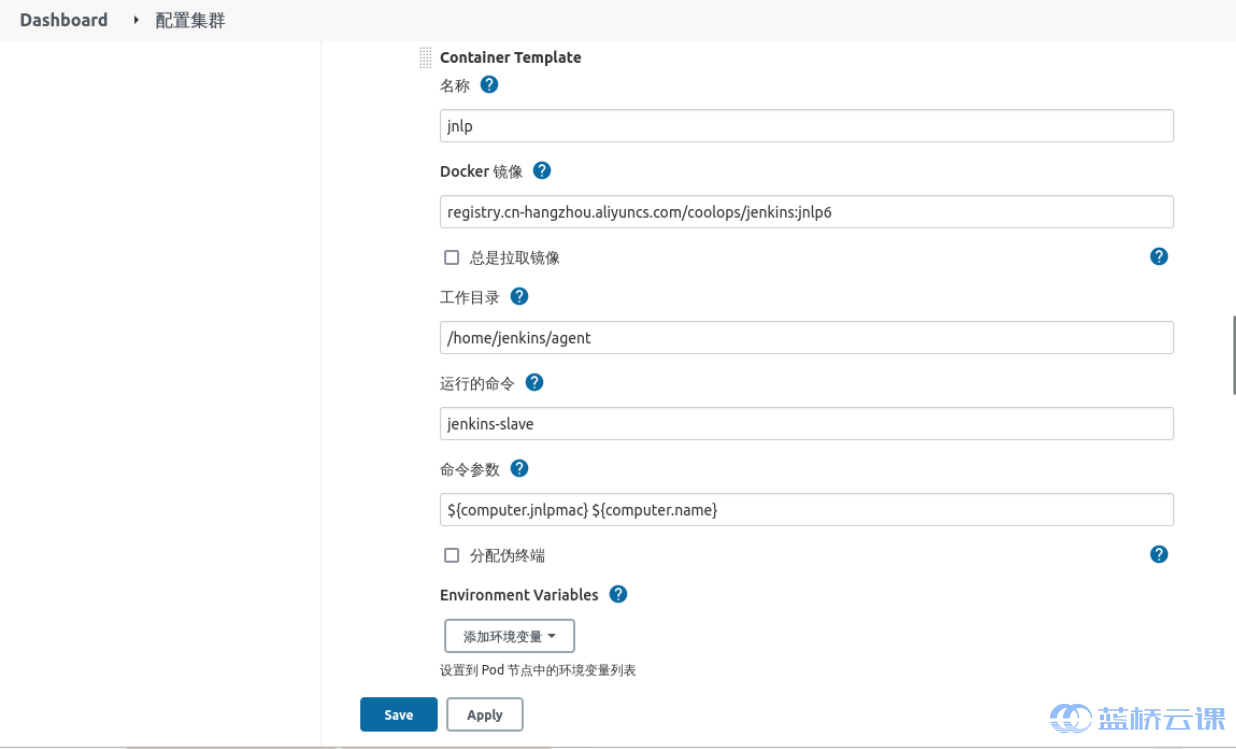 Dashboard 配置集群
Container Template
名称 ?
jnlp
Docker 镜像 ?
registry.cn-hangzhou.aliyuncs.com/coolops/jenkins:jnlp6
总是拉取镜像 ?
工作目录 ?
/home/jenkins/agent
运行的命令 ?
jenkins-slave
命令参数 ?
${computer.jnlpmac} ${computer.name}
分配伪终端 ?
Environment Variables ?
添加环境变量
设置到 Pod 节点中的环境变量列表
Save Apply
蓝桥云课